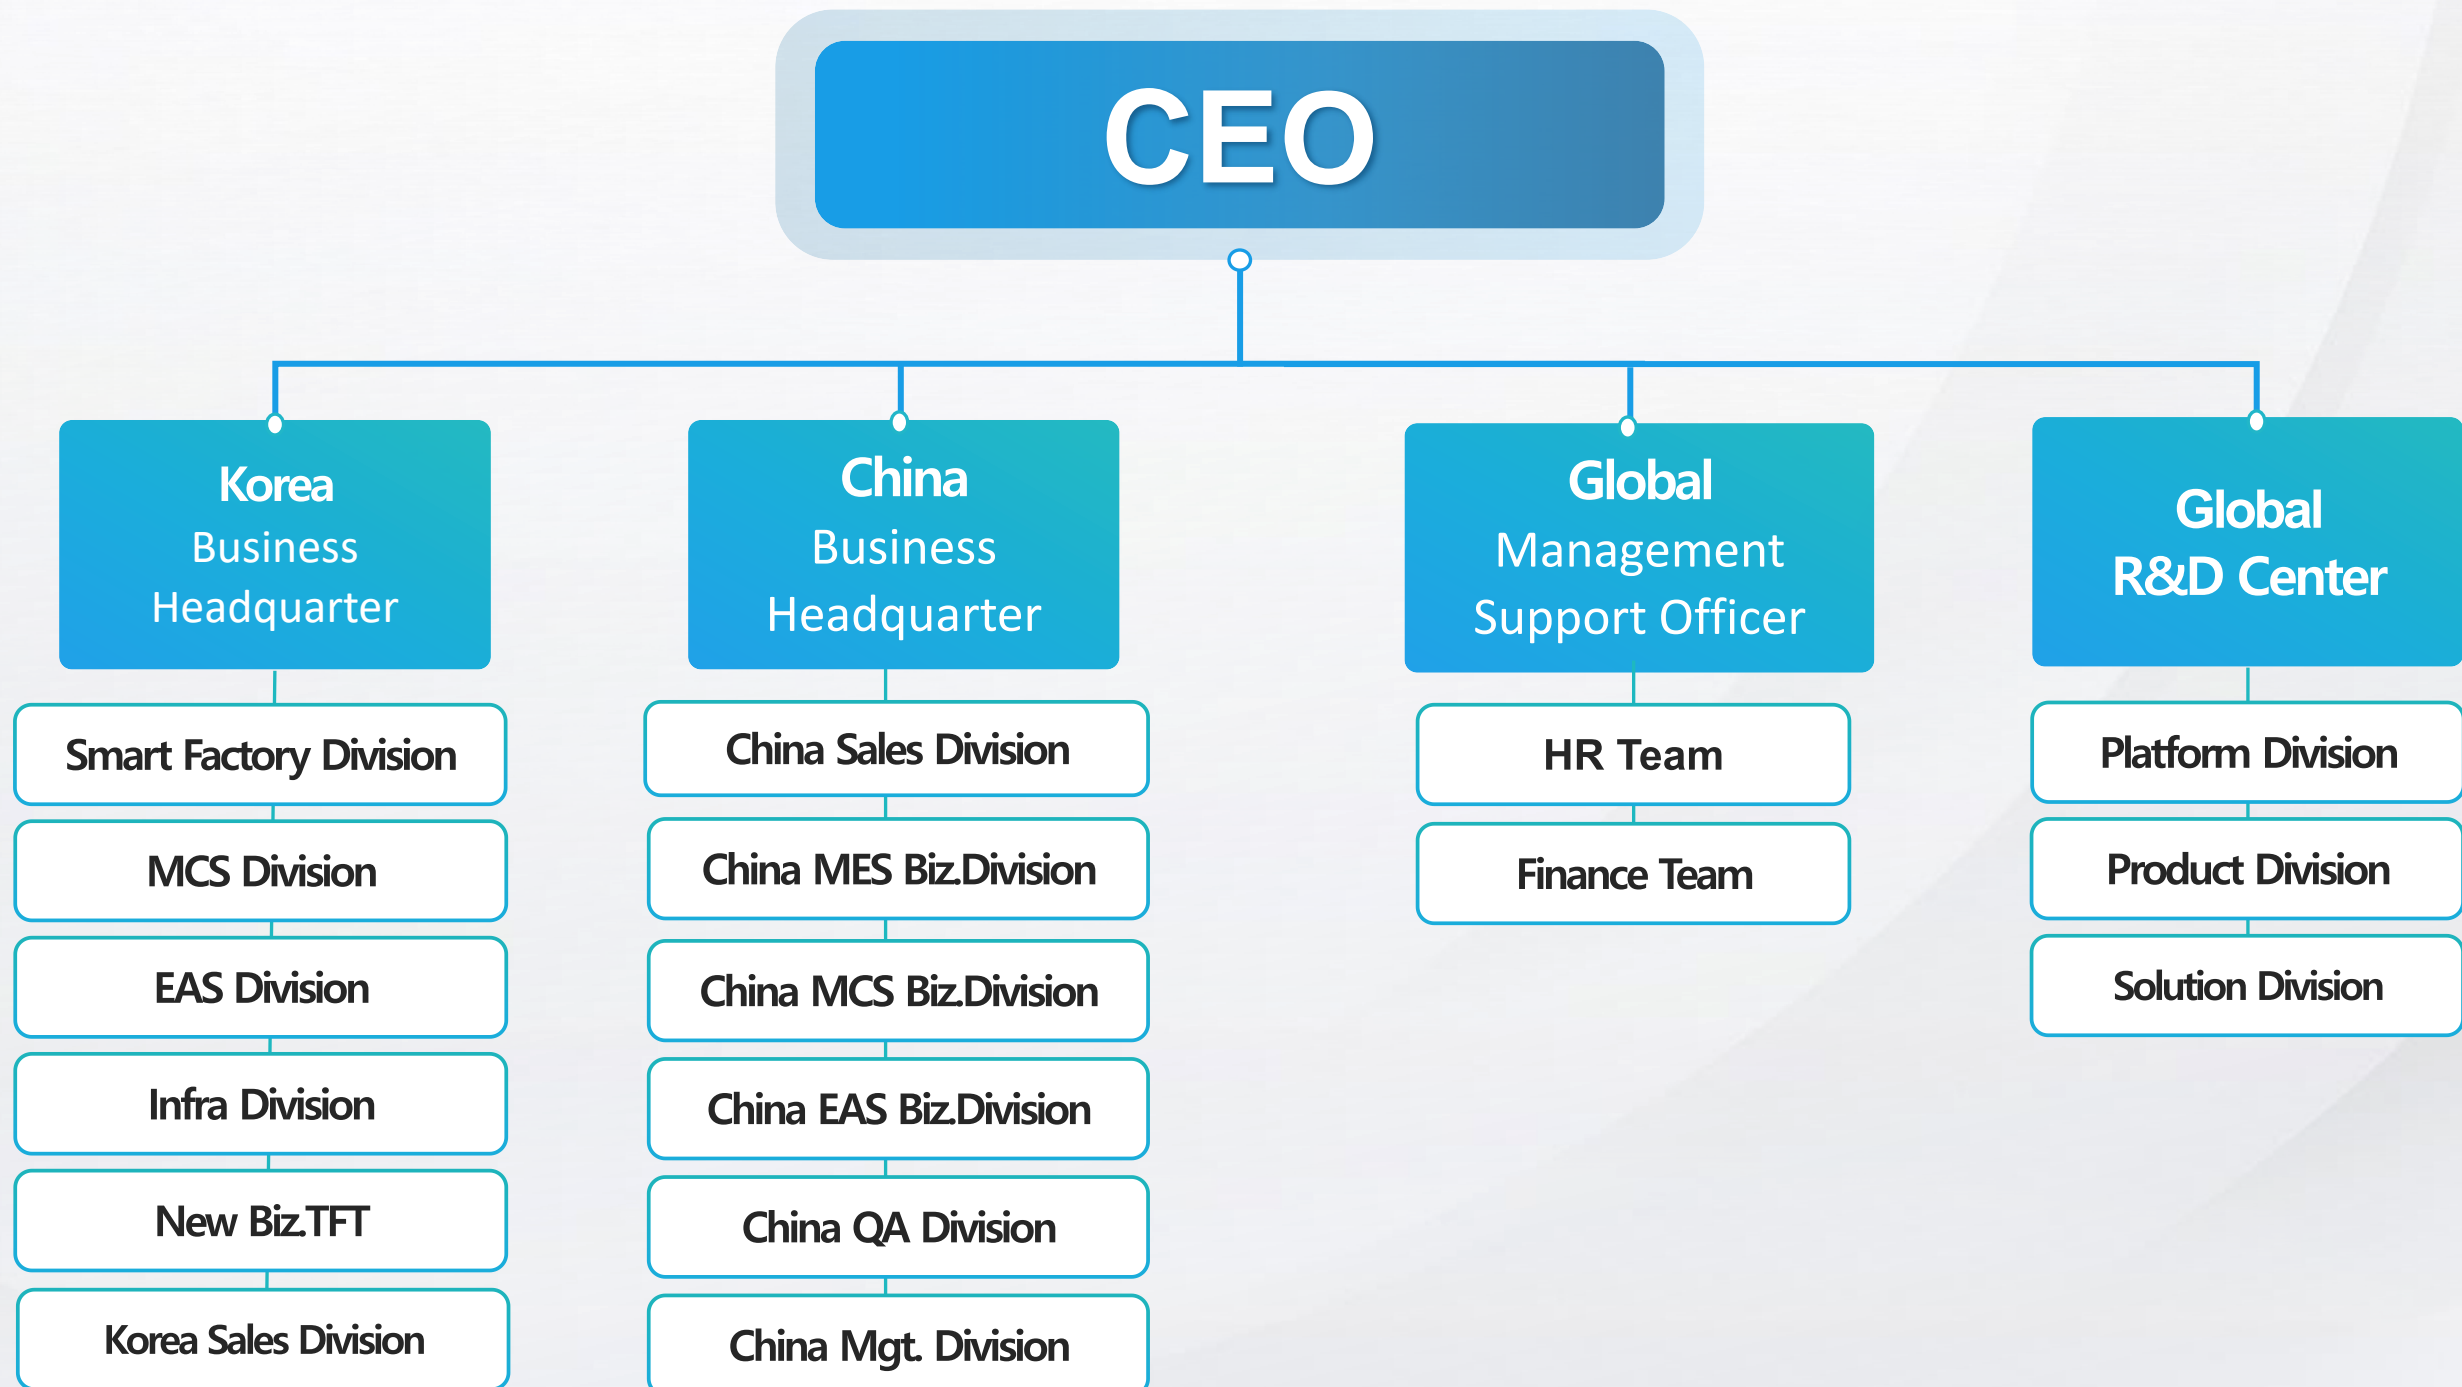 CEO
Korea
Business
Headquarter
Smart Factory Division
MCS Division
EAS Division
Infra Division
New Biz.TFT
Korea Sales Division
China
Business
Headquarter
China Sales Division
China MES Biz.Division
China MCS Biz.Division
China EAS Biz.Division
China QA Division
China Mgt. Division
Global
Management
Support Officer
HR Team
Finance Team
Global
R&D Center
Platform Division
Product Division
Solution Division